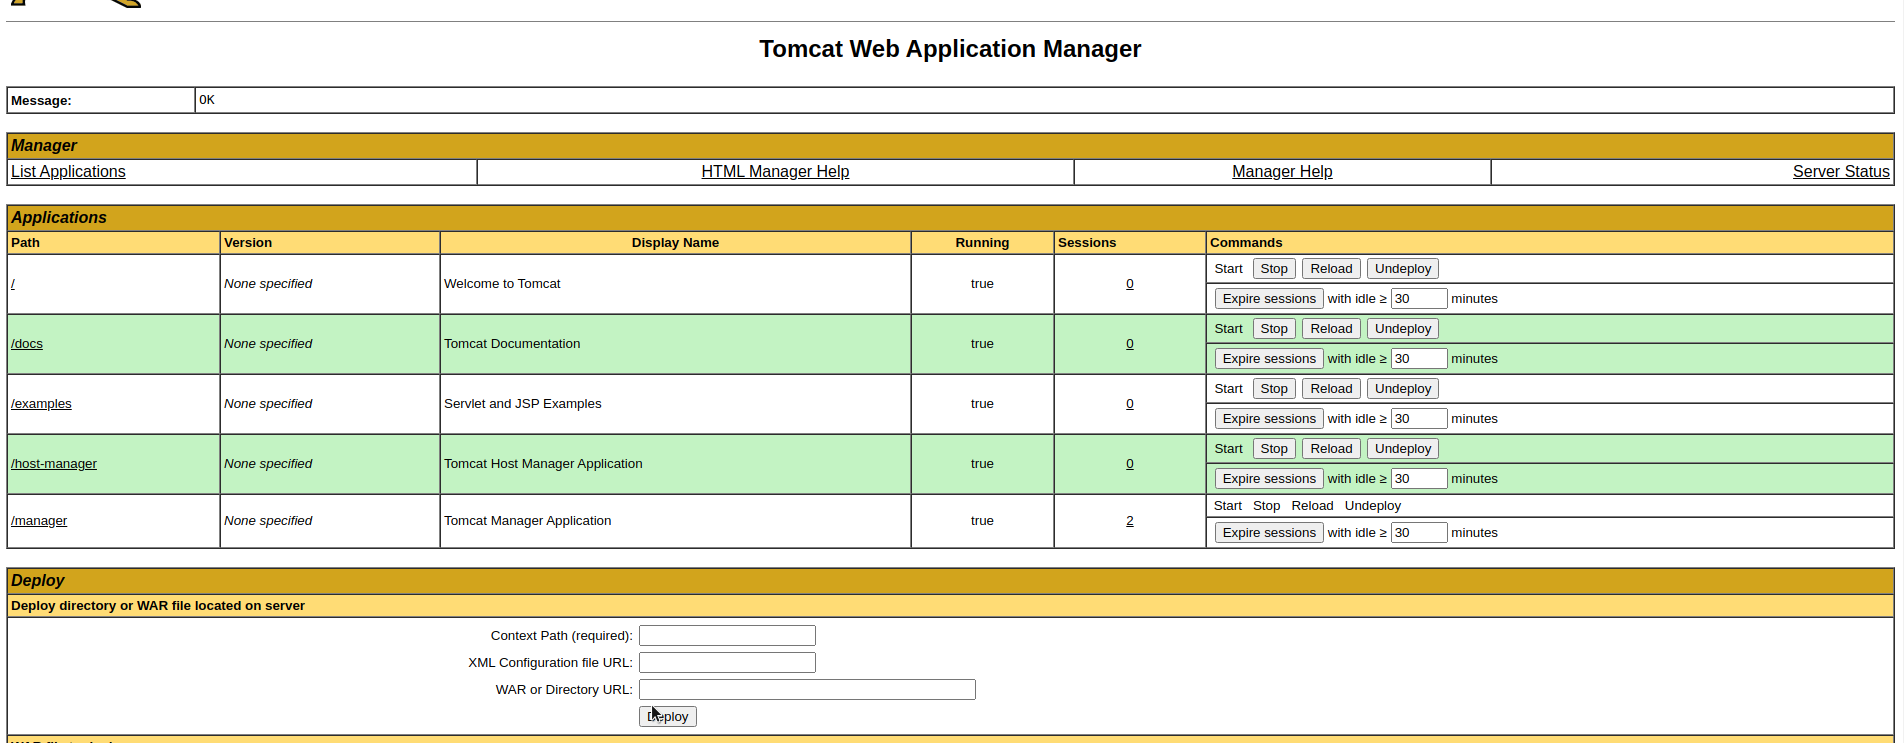 Tomcat Web Application Manager
Message: OK
Manager
List Applications HTML Manager Help Manager Help Server Status
Applications
Path Version Display Name Running Sessions Commands
/ None specified Welcome to Tomcat true 0 Start Stop Reload Undeploy
Expire sessions with idle ≥ 30 minutes
/docs None specified Tomcat Documentation true 0 Start Stop Reload Undeploy
Expire sessions with idle ≥ 30 minutes
/examples None specified Servlet and JSP Examples true 0 Start Stop Reload Undeploy
Expire sessions with idle ≥ 30 minutes
/host-manager None specified Tomcat Host Manager Application true 0 Start Stop Reload Undeploy
Expire sessions with idle ≥ 30 minutes
/manager None specified Tomcat Manager Application true 2 Start Stop Reload Undeploy
Expire sessions with idle ≥ 30 minutes
Deploy
Deploy directory or WAR file located on server
Context Path (required):
XML Configuration file URL:
WAR or Directory URL:
Deploy